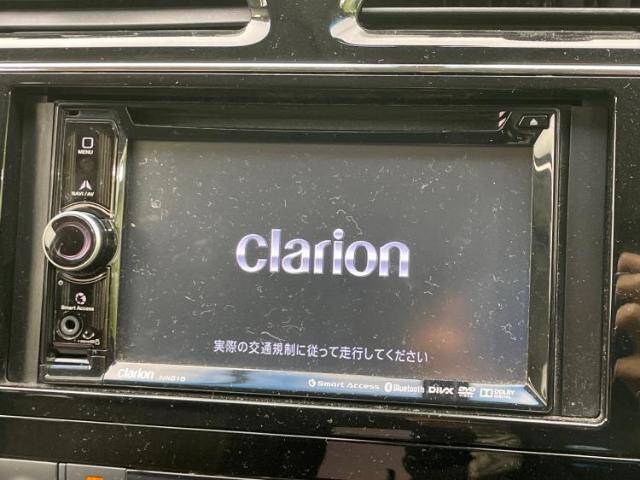 MENU
NAVI/AV
Smart Access
clarion
実際の交通規制に従って走行してください
clarion
Smart Access Bluetooth DIVX DVD DOLBY